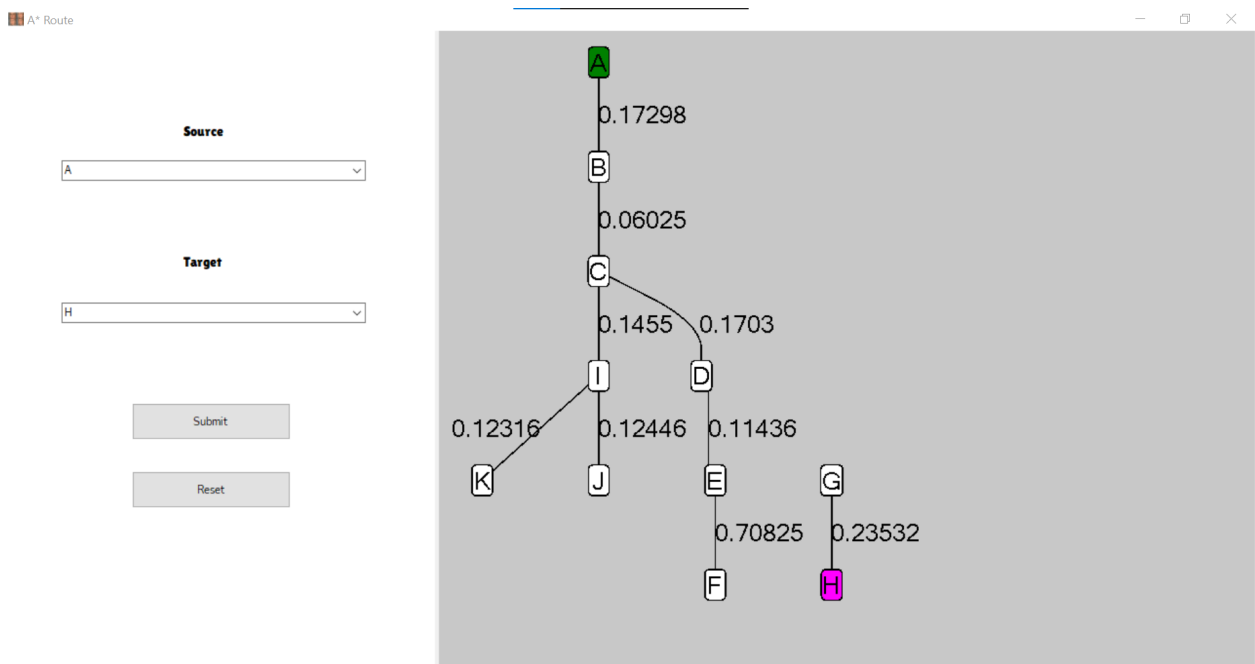 A* Route
Source
A
Target
H
Submit
Reset
A
0.17298
B
0.06025
C
0.1455
0.1703
I
D
0.12316
0.12446
0.11436
K
J
E
G
0.70825
0.23532
F
H